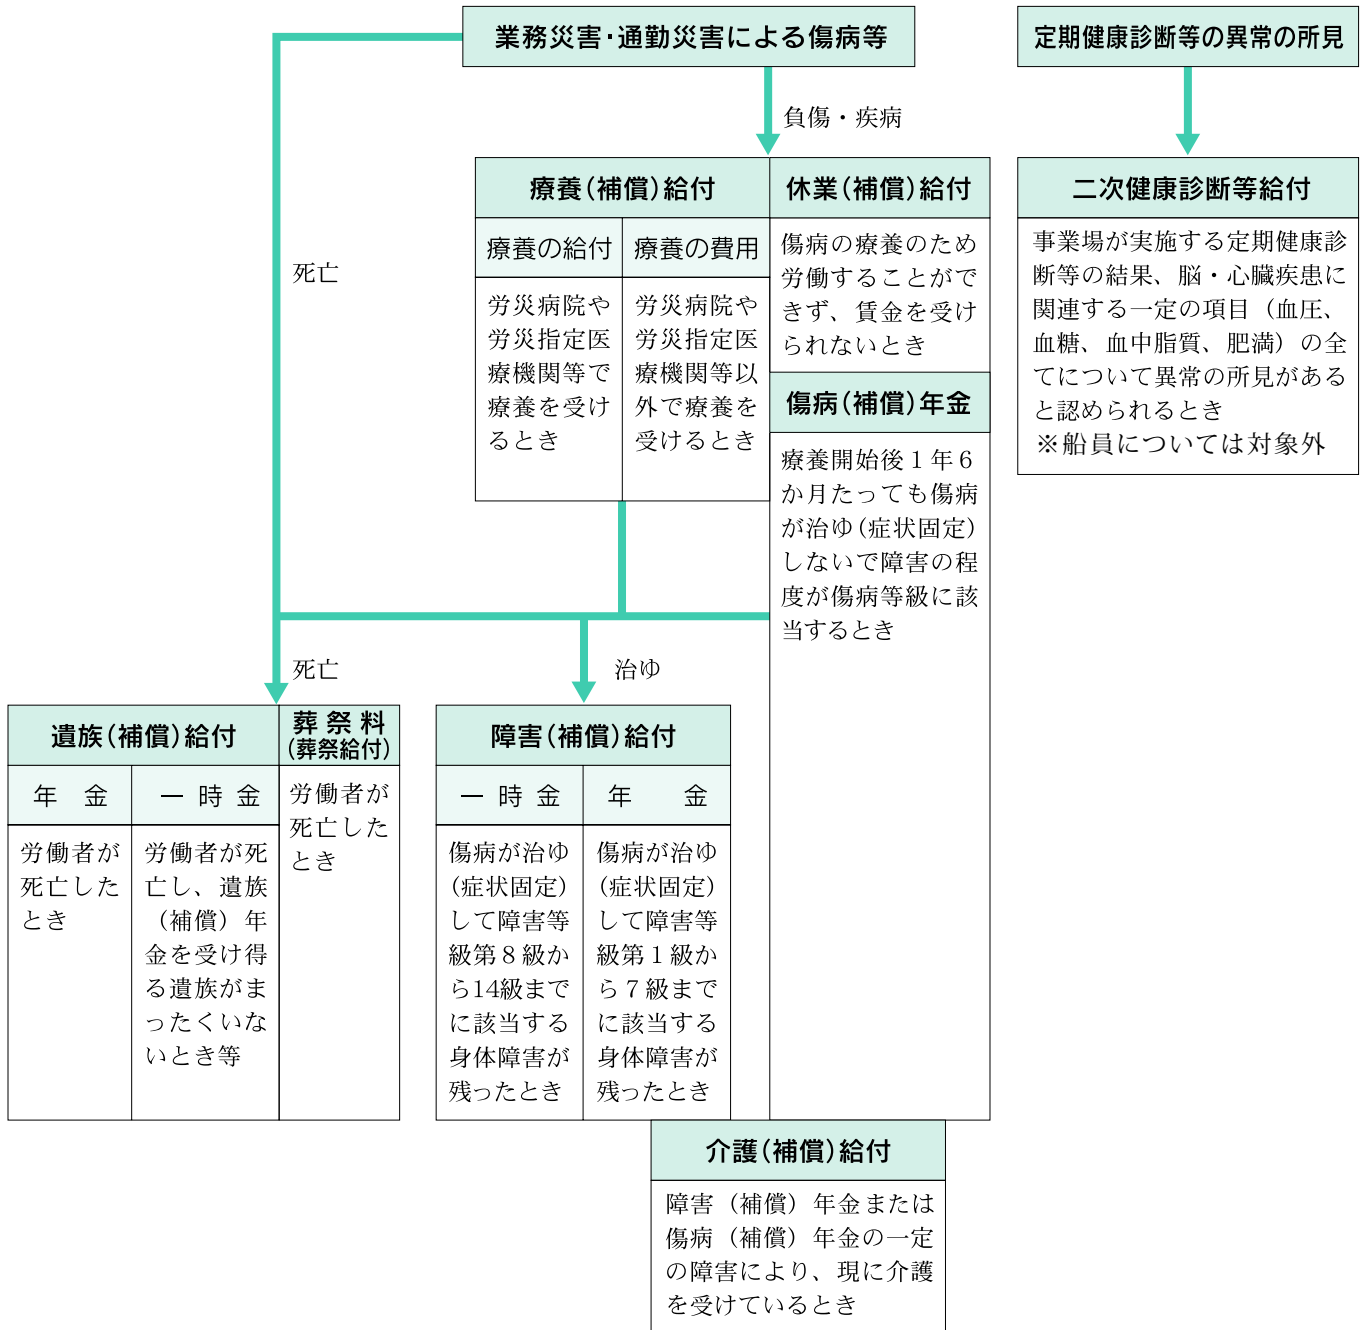 業務災害･通勤災害による傷病等
定期健康診断等の異常の所見
負傷・疾病
死亡
療養（補償）給付
療養の給付
労災病院や
労災指定医
療機関等で
療養を受け
るとき
療養の費用
労災病院や
労災指定医
療機関等以
外で療養を
受けるとき
休業（補償）給付
傷病の療養のため
労働することがで
きず、賃金を受け
られないとき
傷病（補償）年金
療養開始後１年６
か月たっても傷病
が治ゆ（症状固定）
しないで障害の程
度が傷病等級に該
当するとき
二次健康診断等給付
事業場が実施する定期健康診
断等の結果、脳・心臓疾患に
関連する一定の項目（血圧、
血糖、血中脂質、肥満）の全
てについて異常の所見がある
と認められるとき
※船員については対象外
死亡
治ゆ
遺族（補償）給付
年　金
労働者が
死亡した
とき
一 時 金
労働者が死
亡し、遺族
（補償）年
金を受け得
る遺族がま
ったくいな
いとき等
葬 祭 料
（葬祭給付）
労働者が
死亡した
とき
障害（補償）給付
一 時 金
傷病が治ゆ
（症状固定）
して障害等
級第８級か
ら14級まで
に該当する
身体障害が
残ったとき
年　　金
傷病が治ゆ
（症状固定）
して障害等
級第１級か
ら７級まで
に該当する
身体障害が
残ったとき
介護（補償）給付
障害（補償）年金または
傷病（補償）年金の一定
の障害により、現に介護
を受けているとき